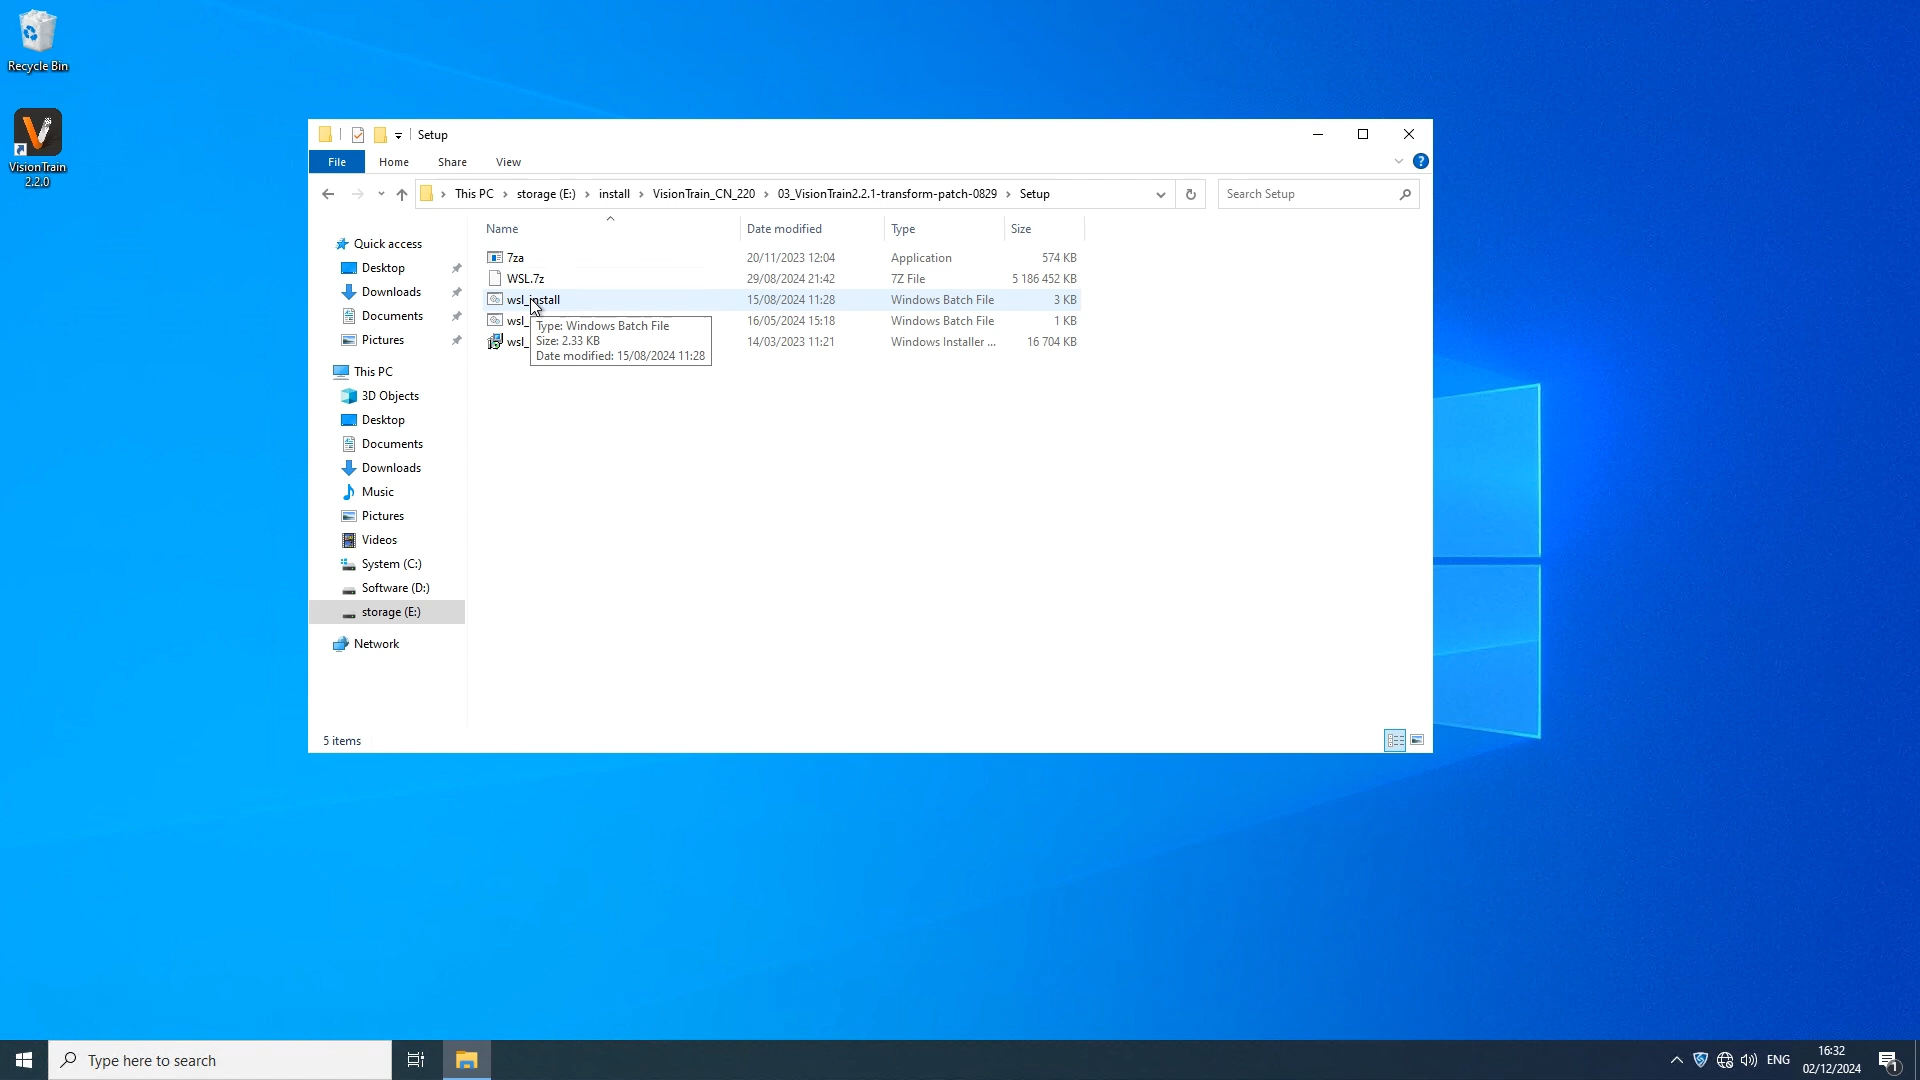 Recycle Bin
VisionTrain
2.2.0
Setup
File
Home
Share
View
This PC
storage (E:)
install
VisionTrain_CN_220
03_VisionTrain2.2.1-transform-patch-0829
Setup
Search Setup
Name
Date modified
Type
Size
7za
20/11/2023 12:04
Application
574 KB
WSL.7z
29/08/2024 21:42
7Z File
5 186 452 KB
wsl_install
15/08/2024 11:28
Windows Batch File
3 KB
wsl_
16/05/2024 15:18
Windows Batch File
1 KB
wsl_
14/03/2023 11:21
Windows Installer ...
16 704 KB
Type: Windows Batch File
Size: 2.33 KB
Date modified: 15/08/2024 11:28
Quick access
Desktop
Downloads
Documents
Pictures
This PC
3D Objects
Desktop
Documents
Downloads
Music
Pictures
Videos
System (C:)
Software (D:)
storage (E:)
Network
5 items
Type here to search
ENG
16:32
02/12/2024
1